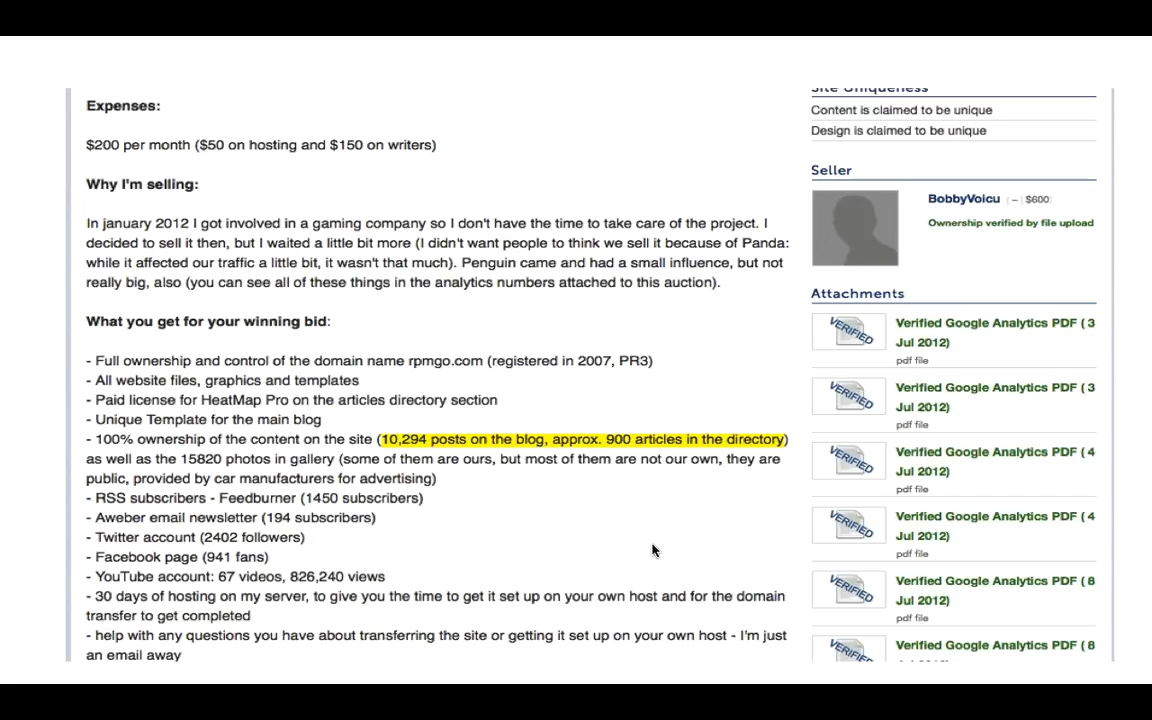 Expenses:
$200 per month ($50 on hosting and $150 on writers)
Why I'm selling:
In january 2012 I got involved in a gaming company so I don't have the time to take care of the project. I
decided to sell it then, but I waited a little bit more (I didn't want people to think we sell it because of Panda:
while it affected our traffic a little bit, it wasn't that much). Penguin came and had a small influence, but not
really big, also (you can see all of these things in the analytics numbers attached to this auction).
What you get for your winning bid:
- Full ownership and control of the domain name rpmgo.com (registered in 2007, PR3)
- All website files, graphics and templates
- Paid license for HeatMap Pro on the articles directory section
- Unique Template for the main blog
- 100% ownership of the content on the site (10,294 posts on the blog, approx. 900 articles in the directory)
as well as the 15820 photos in gallery (some of them are ours, but most of them are not our own, they are
public, provided by car manufacturers for advertising)
- RSS subscribers - Feedburner (1450 subscribers)
- Aweber email newsletter (194 subscribers)
- Twitter account (2402 followers)
- Facebook page (941 fans)
- YouTube account: 67 videos, 826,240 views
- 30 days of hosting on my server, to give you the time to get it set up on your own host and for the domain
transfer to get completed
- help with any questions you have about transferring the site or getting it set up on your own host - I'm just
an email away
Site Uniqueness
Content is claimed to be unique
Design is claimed to be unique
Seller
BobbyVoicu ( – | $600)
Ownership verified by file upload
Attachments
VERIFIED
Verified Google Analytics PDF ( 3
Jul 2012)
pdf file
VERIFIED
Verified Google Analytics PDF ( 3
Jul 2012)
pdf file
VERIFIED
Verified Google Analytics PDF ( 4
Jul 2012)
pdf file
VERIFIED
Verified Google Analytics PDF ( 4
Jul 2012)
pdf file
VERIFIED
Verified Google Analytics PDF ( 8
Jul 2012)
pdf file
VERIFIED
Verified Google Analytics PDF ( 8
Jul 2012)